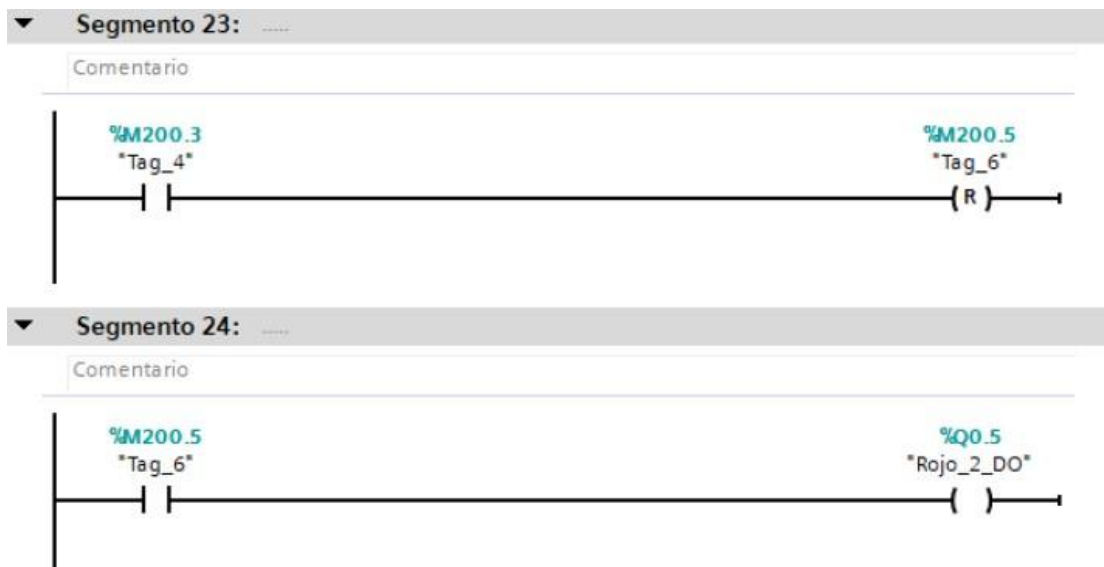 Segmento 23: .....
Comentario
%M200.3 %M200.5
"Tag_4" "Tag_6"
R
Segmento 24: .....
Comentario
%M200.5 %Q0.5
"Tag_6" "Rojo_2_DO"